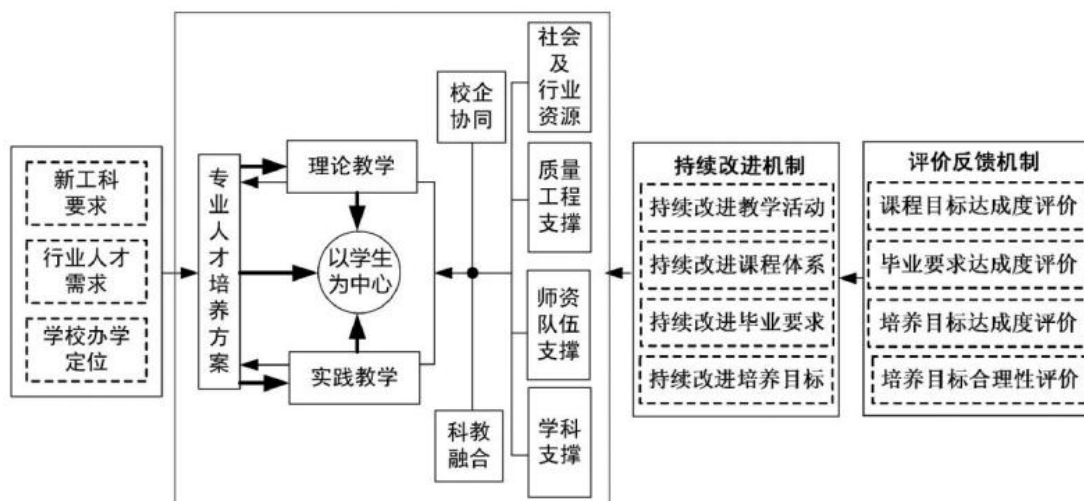 新工科
要求
行业人才
需求
学校办学
定位
专
业
人
才
培
养
方
案
理论教学
以学生
为中心
实践教学
校企
协同
科教
融合
社会
及
行业
资源
质量
工程
支撑
师资
队伍
支撑
学科
支撑
持续改进机制
持续改进教学活动
持续改进课程体系
持续改进毕业要求
持续改进培养目标
评价反馈机制
课程目标达成度评价
毕业要求达成度评价
培养目标达成度评价
培养目标合理性评价